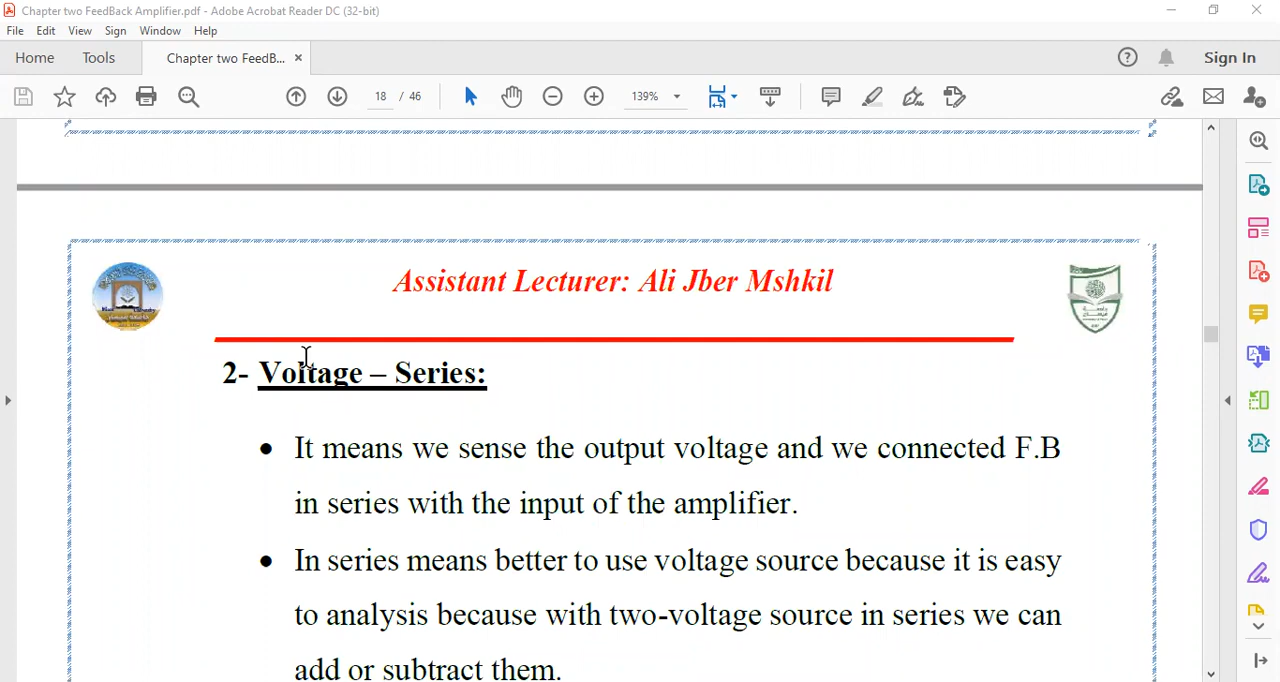 Chapter two FeedBack Amplifier.pdf - Adobe Acrobat Reader DC (32-bit)
File Edit View Sign Window Help
Home Tools Chapter two FeedB... × Sign In
18 / 46 139%
Assistant Lecturer: Ali Jber Mshkil
2- Voltage – Series:
• It means we sense the output voltage and we connected F.B
in series with the input of the amplifier.
• In series means better to use voltage source because it is easy
to analysis because with two-voltage source in series we can
add or subtract them.